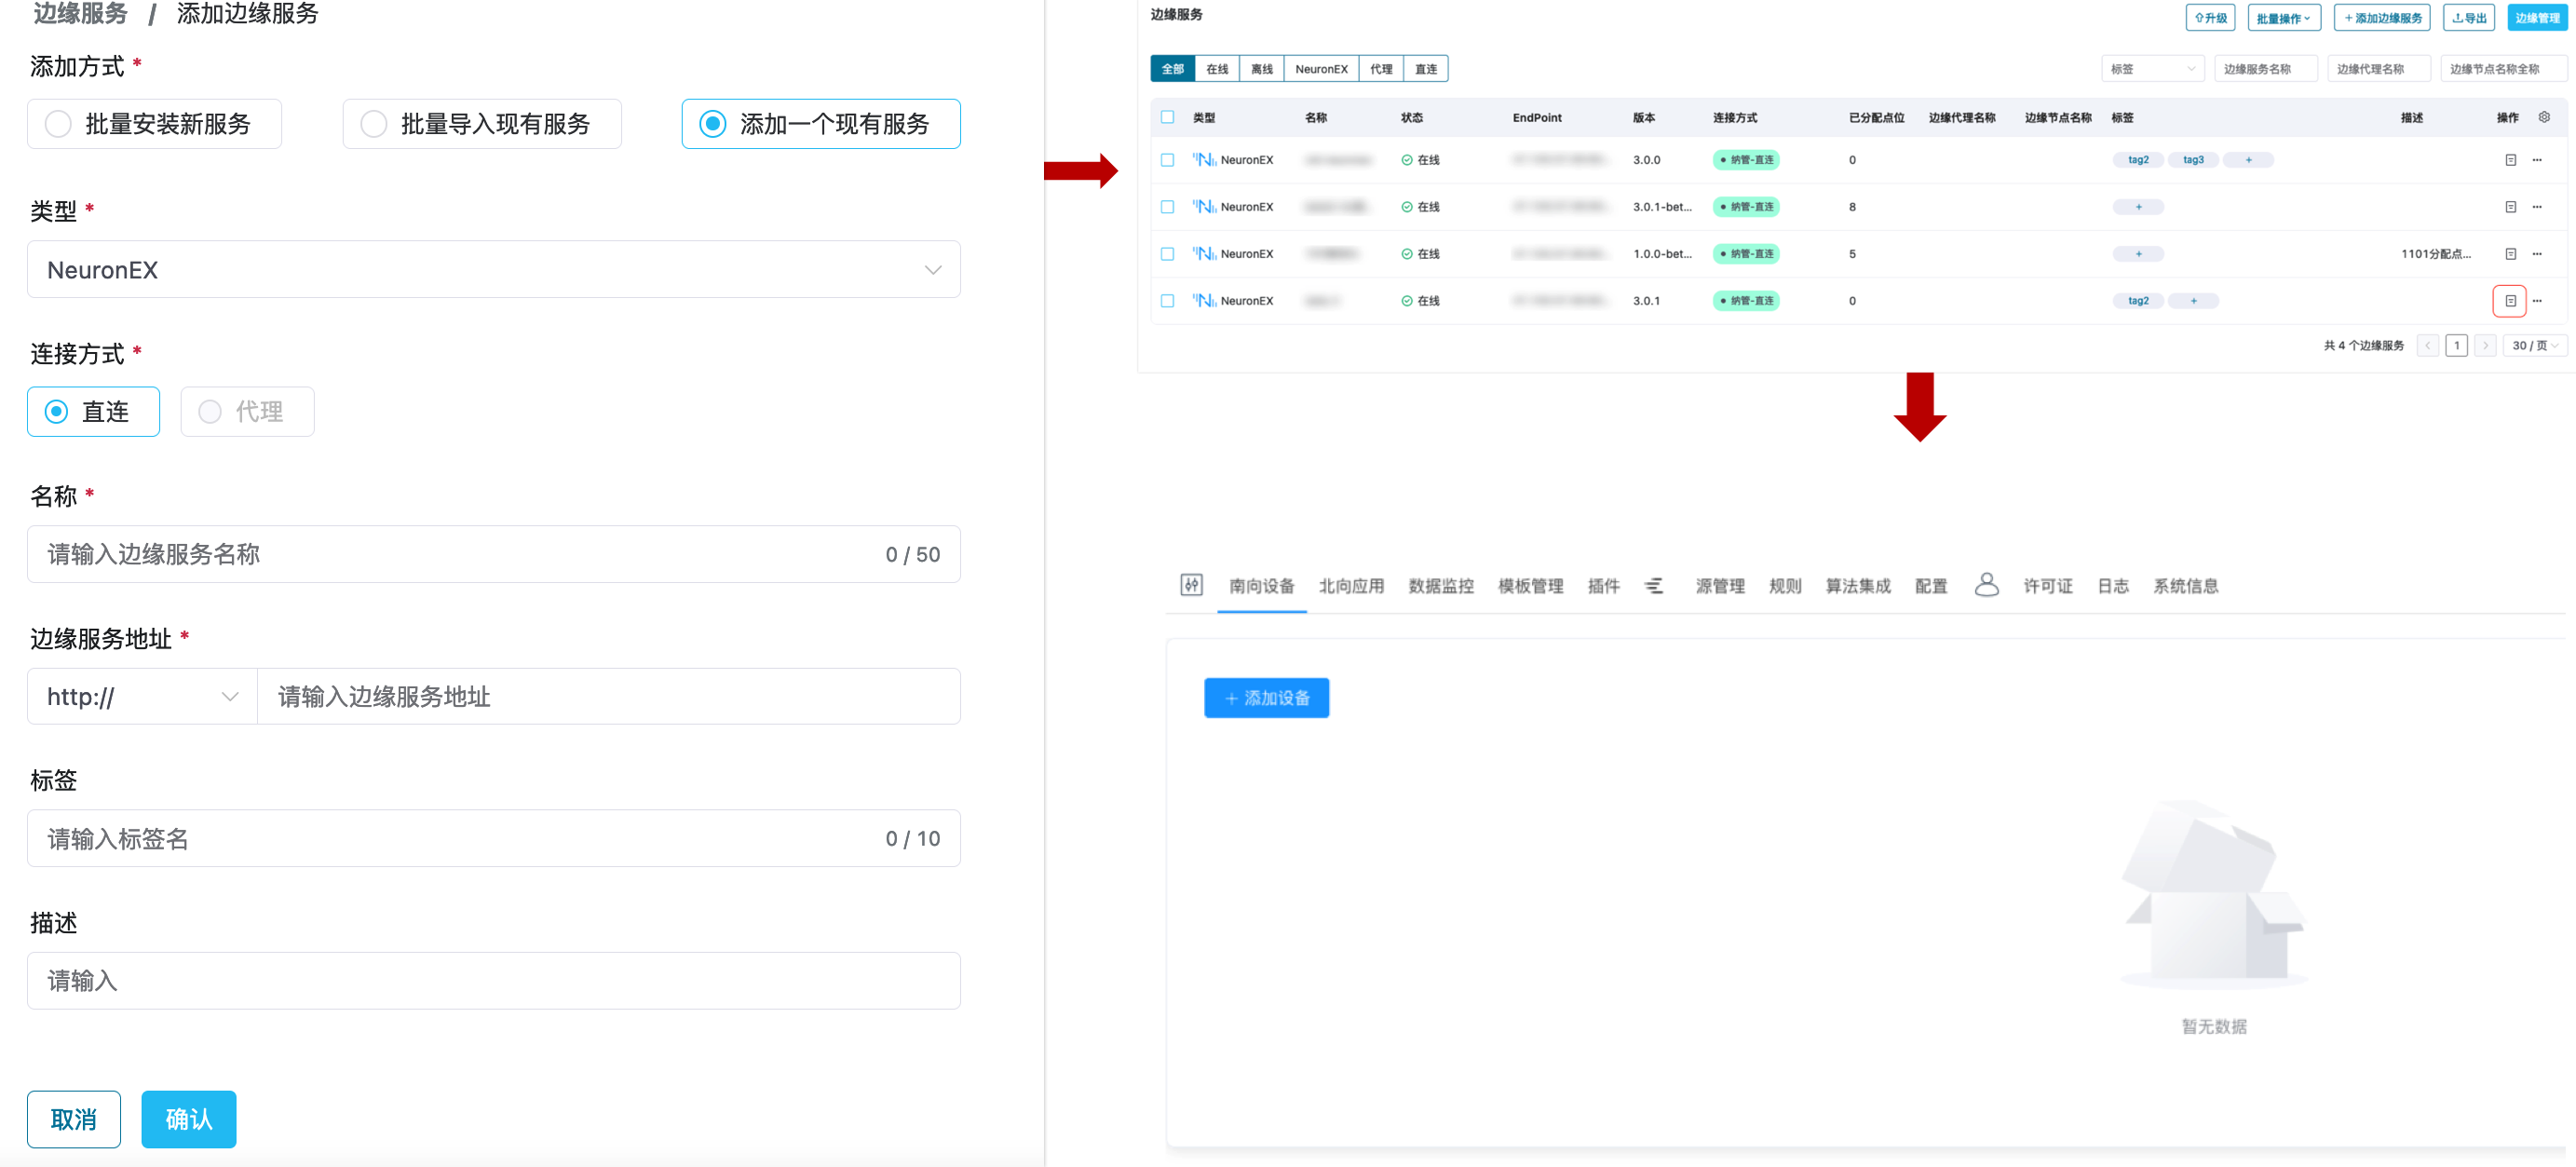 边缘服务 / 添加边缘服务
添加方式 *
批量安装新服务 批量导入现有服务 添加一个现有服务
类型 *
NeuronEX
连接方式 *
直连 代理
名称 *
请输入边缘服务名称 0 / 50
边缘服务地址 *
http:// 请输入边缘服务地址
标签
请输入标签名 0 / 10
描述
请输入
取消 确认
边缘服务 升级 批量操作 + 添加边缘服务 导出 边缘管理
全部 在线 离线 NeuronEX 代理 直连 标签 边缘服务名称 边缘代理名称 边缘节点名称全称
类型 名称 状态 EndPoint 版本 连接方式 已分配点位 边缘代理名称 边缘节点名称 标签 描述 操作
NeuronEX 在线 3.0.0 纳管-直连 0 tag2 tag3 + ...
NeuronEX 在线 3.0.1-bet... 纳管-直连 8 + ...
NeuronEX 在线 1.0.0-bet... 纳管-直连 5 + 1101分配点... ...
NeuronEX 在线 3.0.1 纳管-直连 0 tag2 + ...
共 4 个边缘服务 < 1 > 30 / 页
南向设备 北向应用 数据监控 模板管理 插件 源管理 规则 算法集成 配置 许可证 日志 系统信息
+ 添加设备
暂无数据